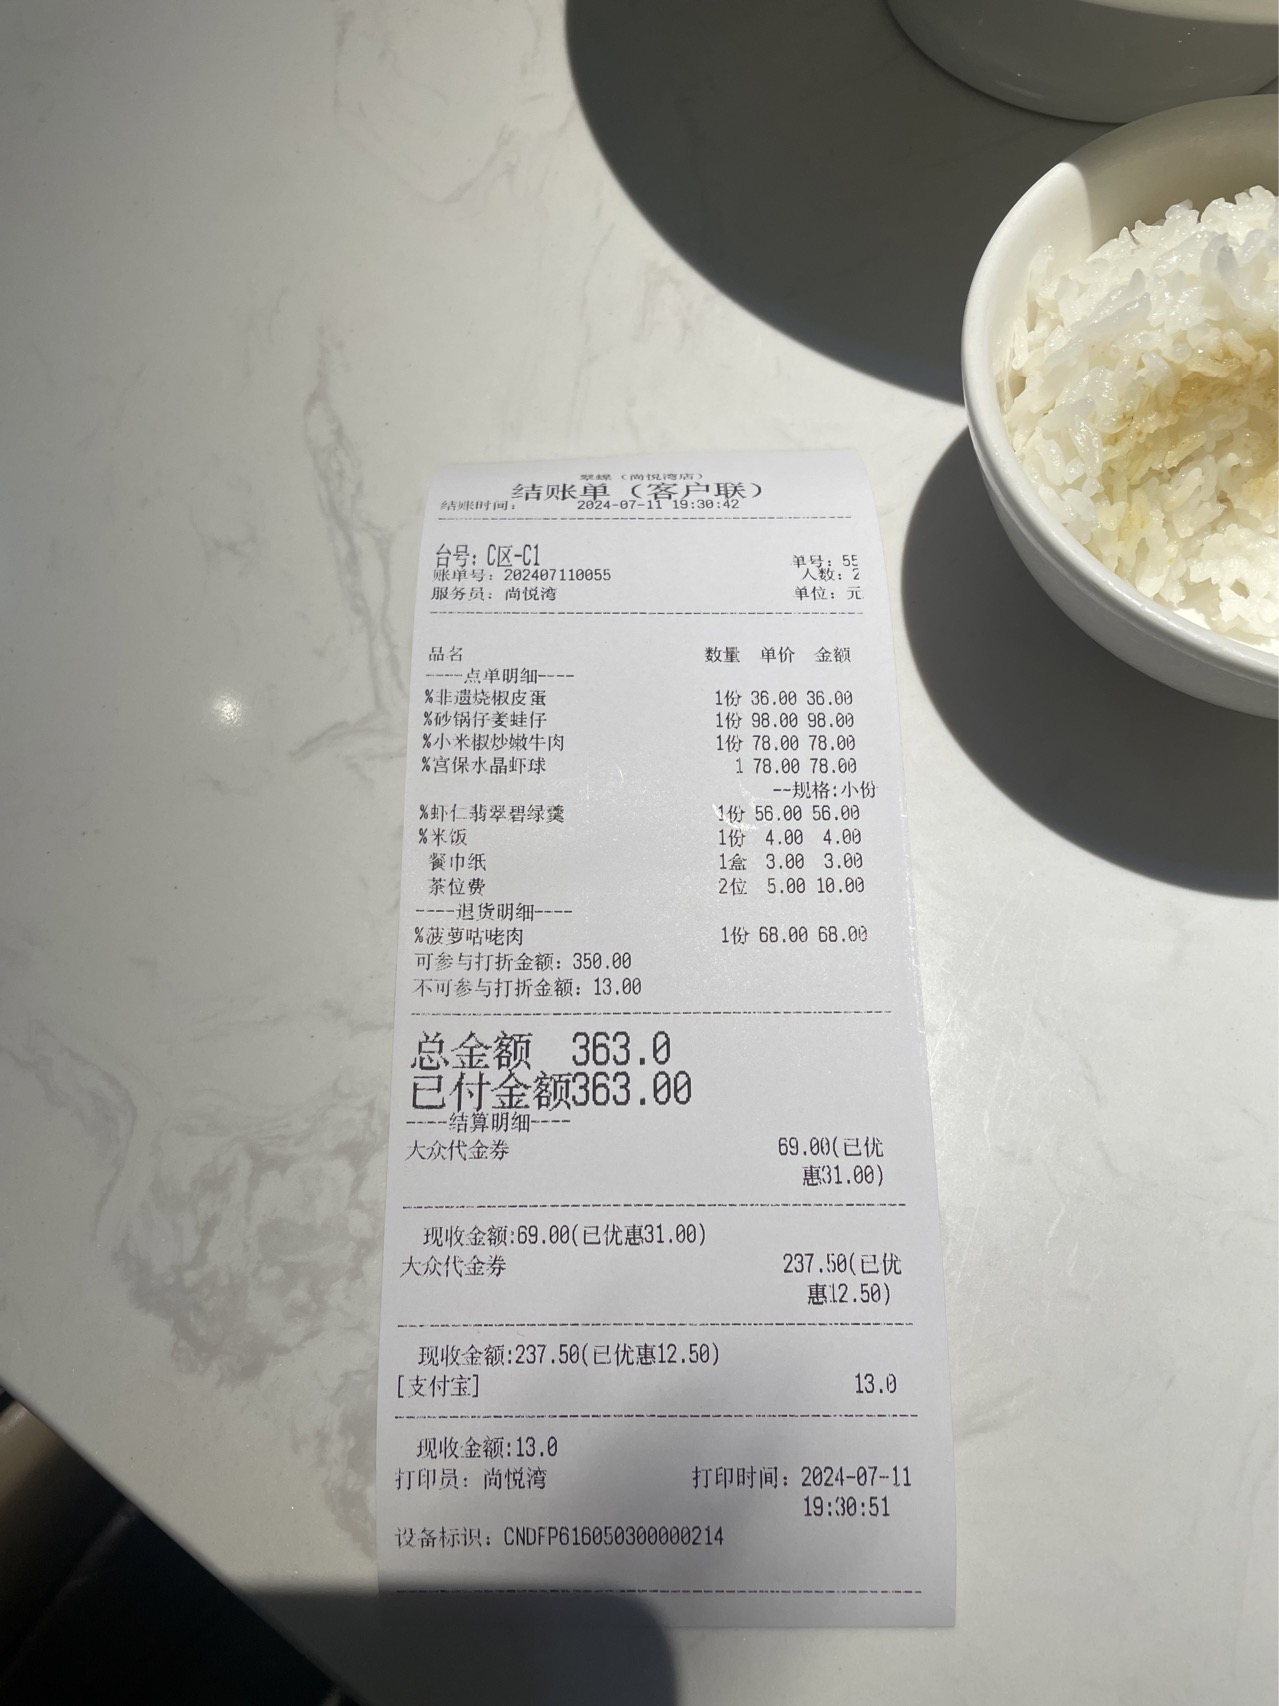 （尚悦湾店）
结账单（客户联）
结账时间： 2024-07-11 19:30:42
台号：C区-C1 单号：55
账单号：202407110055 人数：2
服务员：尚悦湾 单位：元
品名 数量 单价 金额
----点单明细----
%非遗烧椒皮蛋 1份 36.00 36.00
%砂锅仔姜蛙仔 1份 98.00 98.00
%小米椒炒嫩牛肉 1份 78.00 78.00
%宫保水晶虾球 1 78.00 78.00
--规格:小份
%虾仁翡翠碧绿羹 1份 56.00 56.00
%米饭 1份 4.00 4.00
餐巾纸 1盒 3.00 3.00
茶位费 2位 5.00 10.00
----退货明细----
%菠萝咕咾肉 1份 68.00 68.00
可参与打折金额：350.00
不可参与打折金额：13.00
总金额 363.0
已付金额363.00
----结算明细----
大众代金券 69.00(已优
惠31.00)
现收金额:69.00(已优惠31.00)
大众代金券 237.50(已优
惠12.50)
现收金额:237.50(已优惠12.50)
[支付宝] 13.0
现收金额:13.0
打印员：尚悦湾 打印时间：2024-07-11
19:30:51
设备标识：CNDFP616050300000214